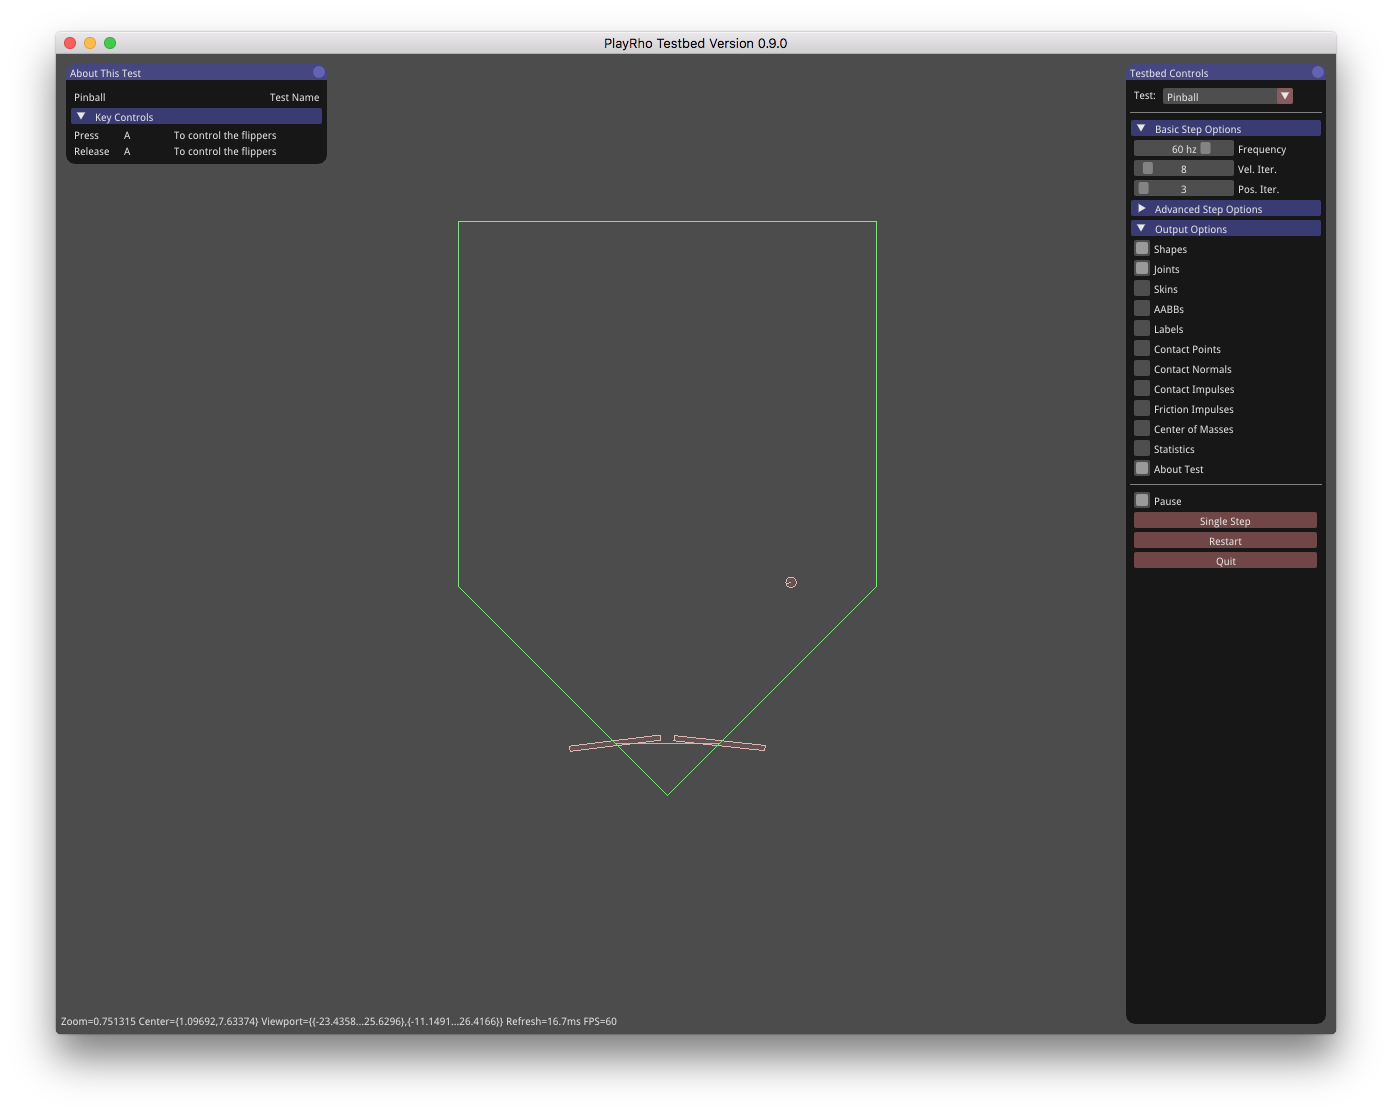 PlayRho Testbed Version 0.9.0
About This Test
Pinball Test Name
Key Controls
Press A To control the flippers
Release A To control the flippers
Testbed Controls
Test: Pinball
Basic Step Options
60 hz Frequency
8 Vel. Iter.
3 Pos. Iter.
Advanced Step Options
Output Options
Shapes
Joints
Skins
AABBs
Labels
Contact Points
Contact Normals
Contact Impulses
Friction Impulses
Center of Masses
Statistics
About Test
Pause
Single Step
Restart
Quit
Zoom=0.751315 Center={1.09692,7.63374} Viewport={{-23.4358...25.6296},{-11.1491...26.4166}} Refresh=16.7ms FPS=60